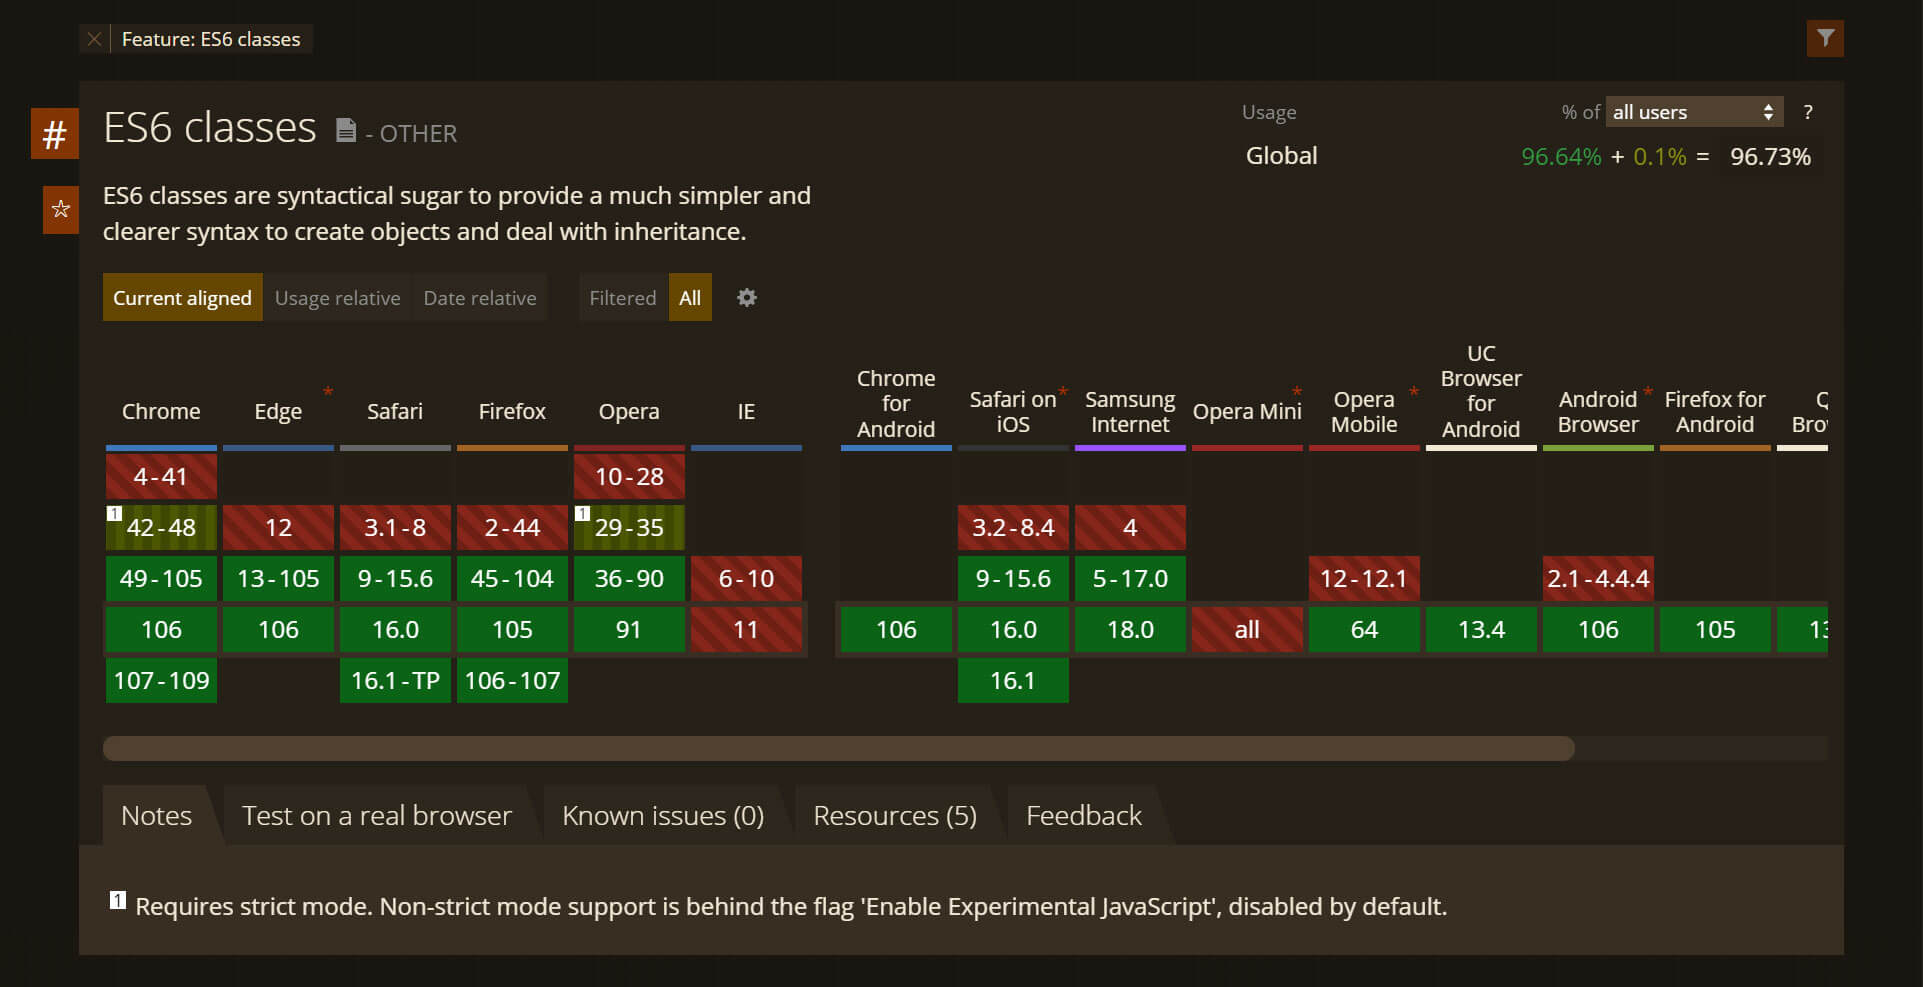 Feature: ES6 classes
# ES6 classes - OTHER
Usage % of all users ?
Global 96.64% + 0.1% = 96.73%
ES6 classes are syntactical sugar to provide a much simpler and
clearer syntax to create objects and deal with inheritance.
Current aligned Usage relative Date relative Filtered All
Chrome
Edge *
Safari
Firefox
Opera
IE
Chrome
for
Android
Safari on *
iOS
Samsung
Internet
Opera Mini *
Opera *
Mobile
UC
Browser
for
Android
Android *
Browser
Firefox for
Android
4-41 10-28
1 42-48 12 3.1-8 2-44 1 29-35 3.2-8.4 4
49-105 13-105 9-15.6 45-104 36-90 6-10 9-15.6 5-17.0 12-12.1 2.1-4.4.4
106 106 16.0 105 91 11 106 16.0 18.0 all 64 13.4 106 105
107-109 16.1-TP 106-107 16.1
Notes Test on a real browser Known issues (0) Resources (5) Feedback
1 Requires strict mode. Non-strict mode support is behind the flag 'Enable Experimental JavaScript', disabled by default.